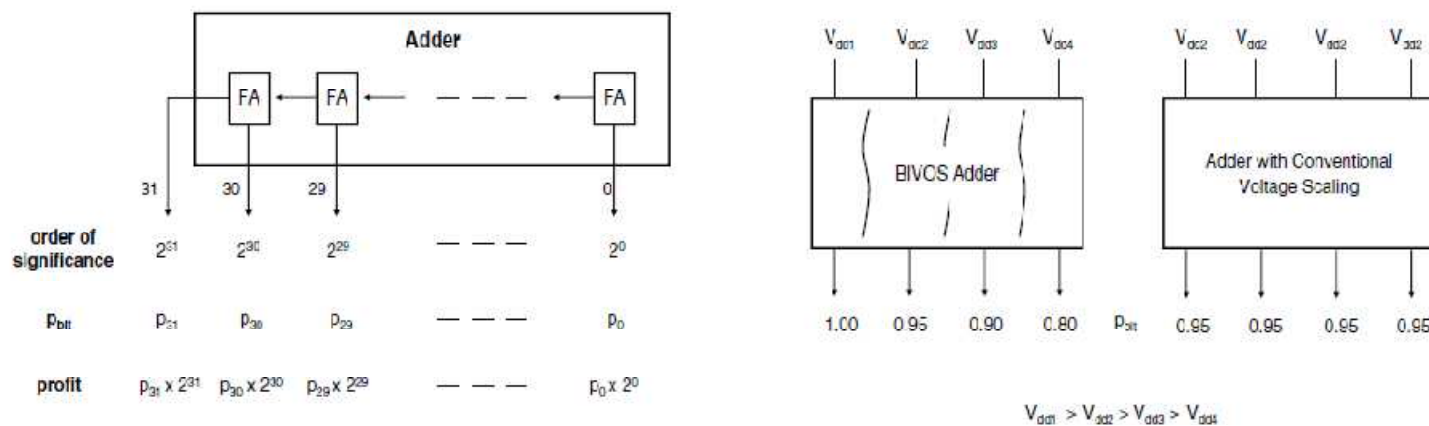 Adder
FA FA FA
31 30 29 0
order of
significance 2^31 2^30 2^29 2^0
p_bit p_31 p_30 p_29 p_0
profit p_31 x 2^31 p_30 x 2^30 p_29 x 2^29 p_0 x 2^0
V_dd1 V_dd2 V_dd3 V_dd4
BIVOS Adder
1.00 0.95 0.90 0.80 p_bit
V_dd2 V_dd2 V_dd2 V_dd2
Adder with Conventional
Voltage Scaling
0.95 0.95 0.95 0.95
V_dd1 > V_dd2 > V_dd3 > V_dd4